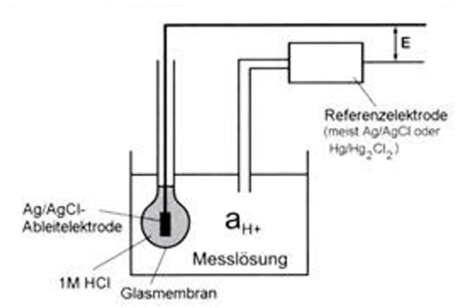 E
Referenzelektrode
(meist Ag/AgCl oder
Hg/Hg₂Cl₂)
Ag/AgCl-
Ableitelektrode
aH+
Messlösung
1M HCl
Glasmembran